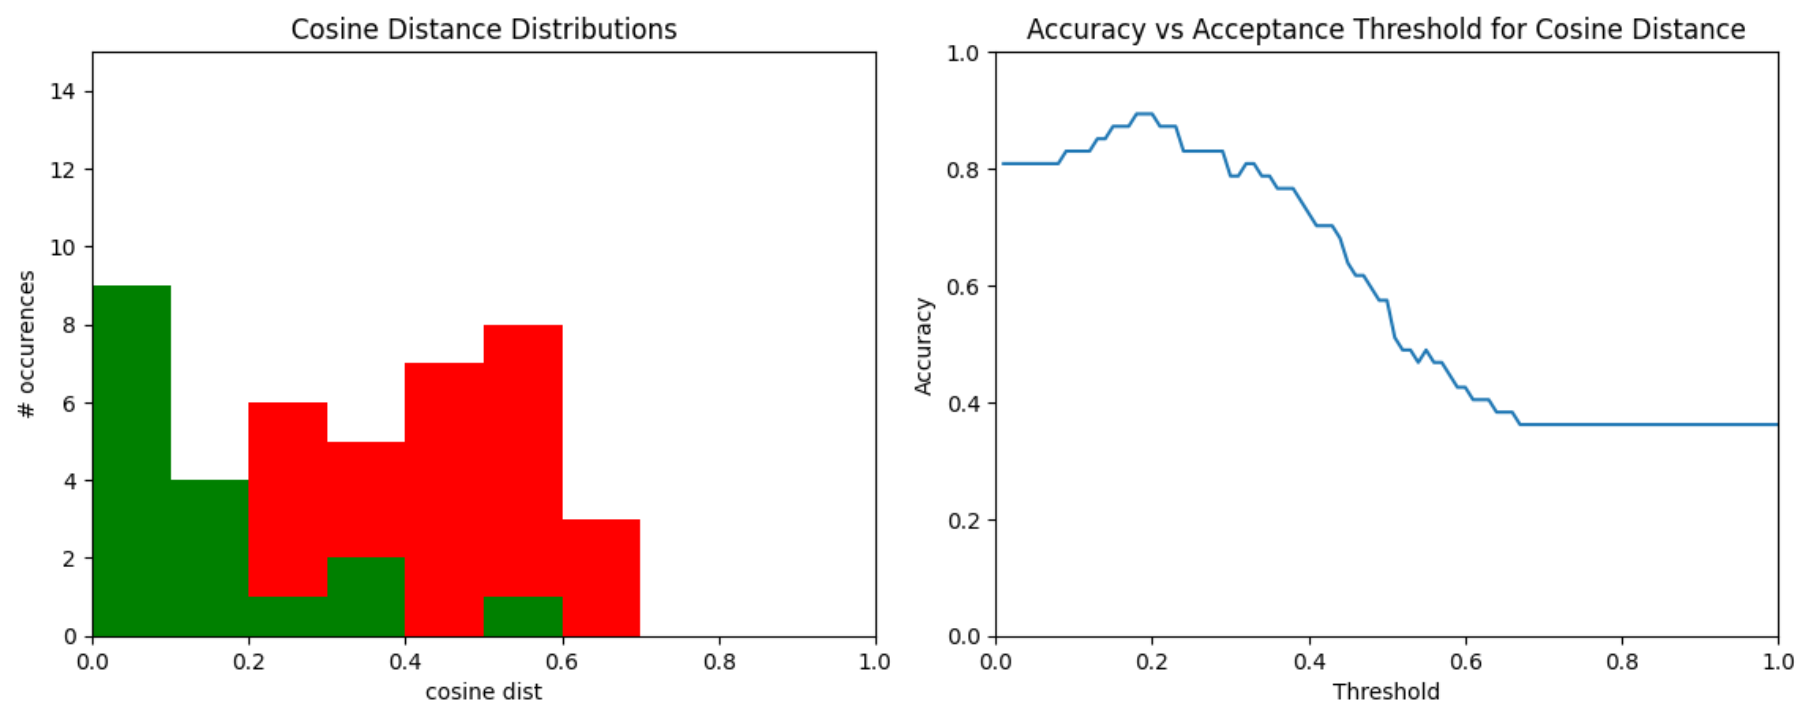 Cosine Distance Distributions
14
12
10
8
6
4
2
0
0.0 0.2 0.4 0.6 0.8 1.0
# occurences
cosine dist
Accuracy vs Acceptance Threshold for Cosine Distance
1.0
0.8
0.6
0.4
0.2
0.0
0.0 0.2 0.4 0.6 0.8 1.0
Accuracy
Threshold